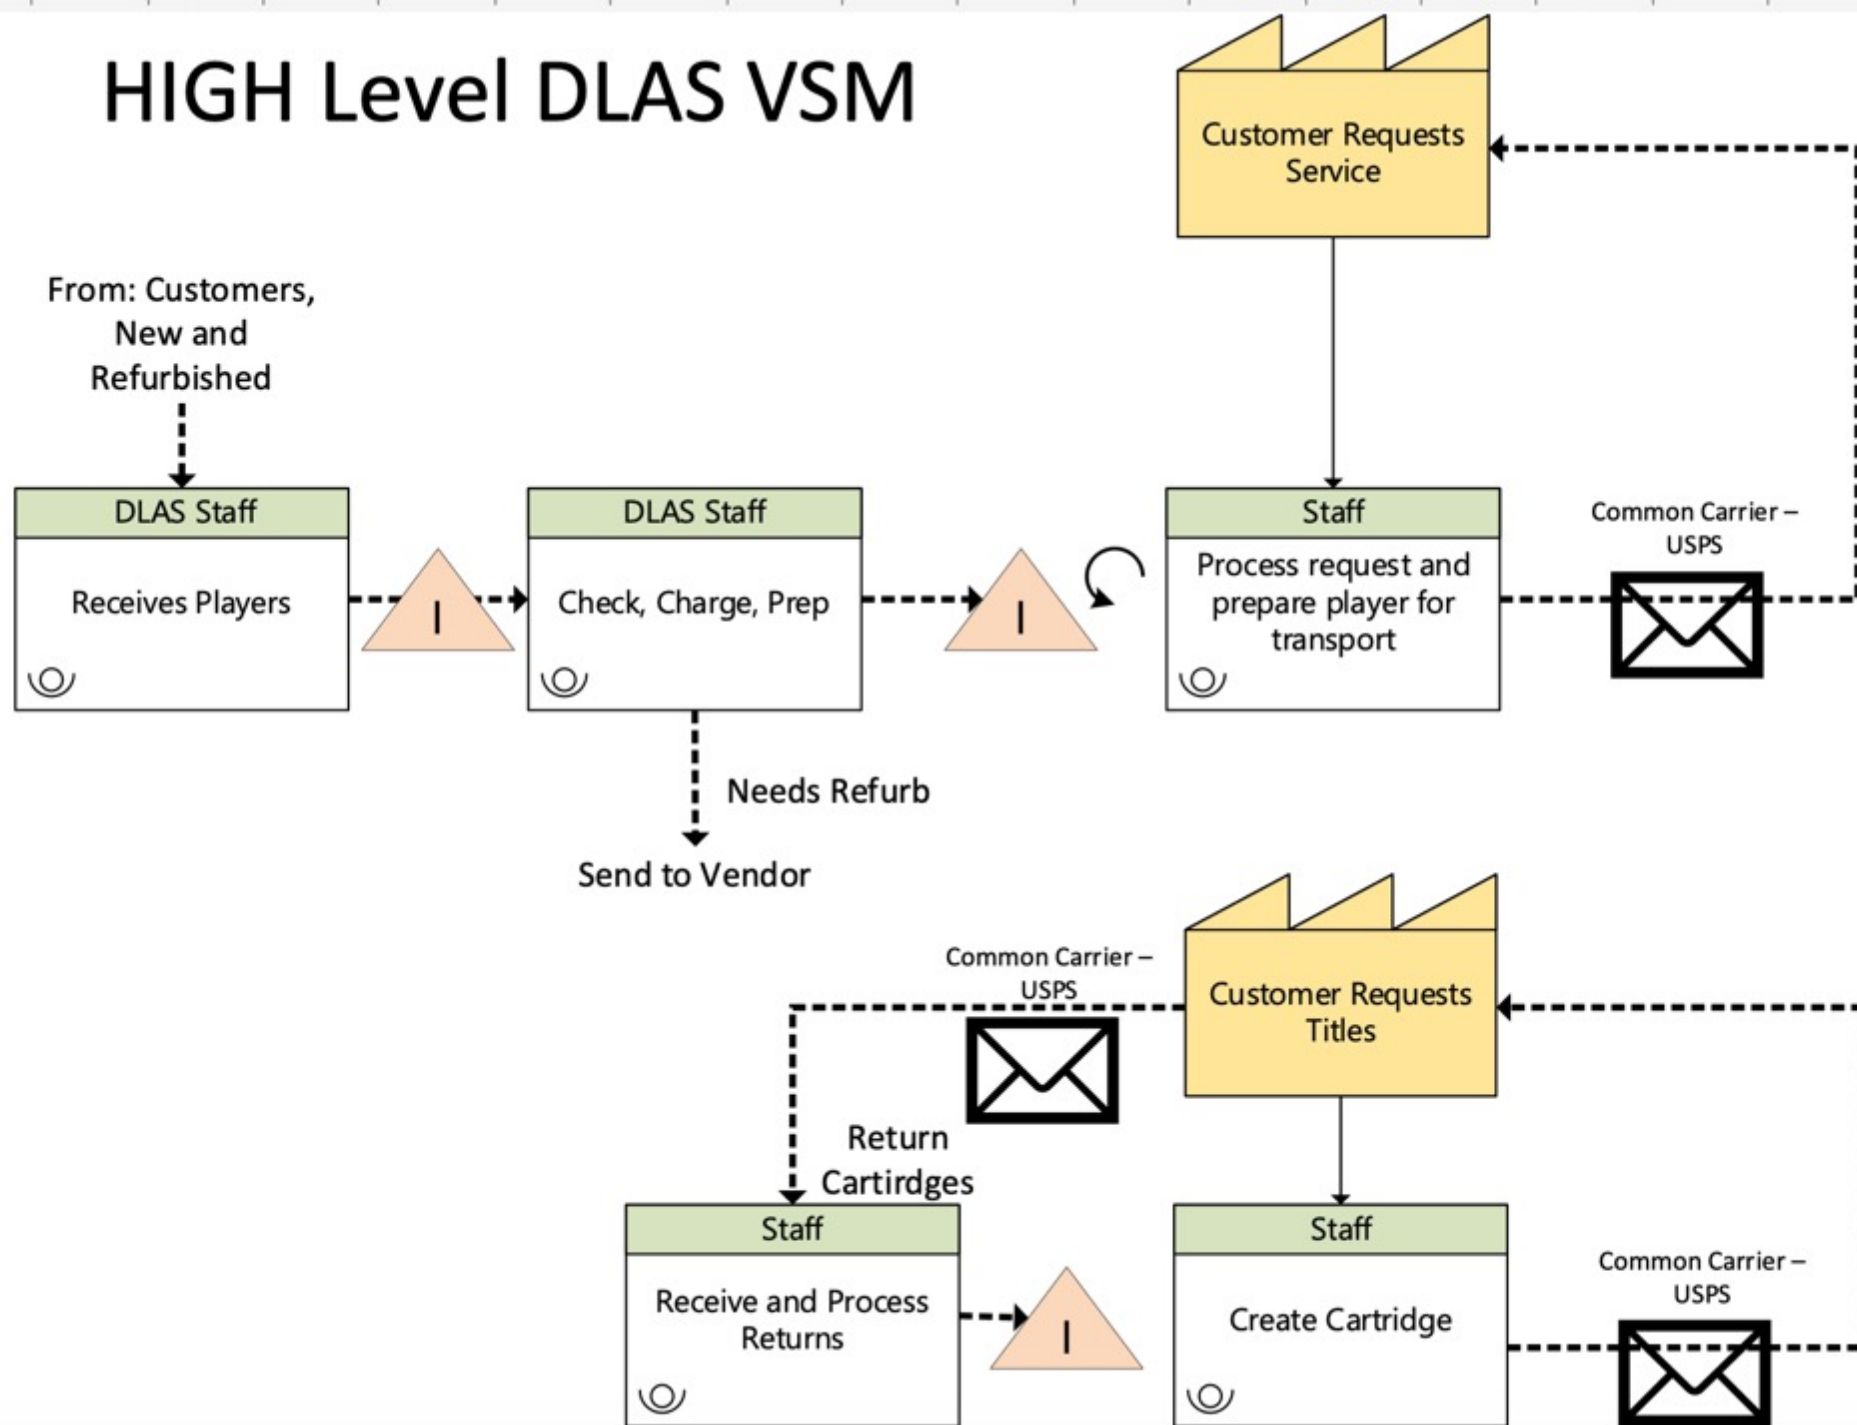 HIGH Level DLAS VSM
Customer Requests
Service
From: Customers,
New and
Refurbished
DLAS Staff
Receives Players
I
DLAS Staff
Check, Charge, Prep
I
Staff
Process request and
prepare player for
transport
Common Carrier –
USPS
Needs Refurb
Send to Vendor
Common Carrier –
USPS
Customer Requests
Titles
Return
Cartirdges
Staff
Receive and Process
Returns
I
Staff
Create Cartridge
Common Carrier –
USPS